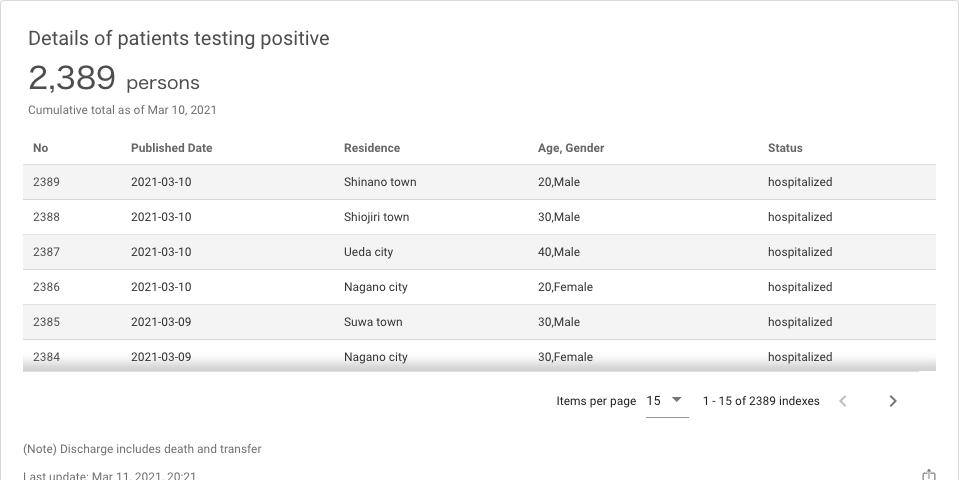 Details of patients testing positive
2,389 persons
Cumulative total as of Mar 10, 2021
No Published Date Residence Age, Gender Status
2389 2021-03-10 Shinano town 20,Male hospitalized
2388 2021-03-10 Shiojiri town 30,Male hospitalized
2387 2021-03-10 Ueda city 40,Male hospitalized
2386 2021-03-10 Nagano city 20,Female hospitalized
2385 2021-03-09 Suwa town 30,Male hospitalized
2384 2021-03-09 Nagano city 30,Female hospitalized
Items per page 15 1 - 15 of 2389 indexes
(Note) Discharge includes death and transfer
Last update: Mar 11, 2021, 20:21